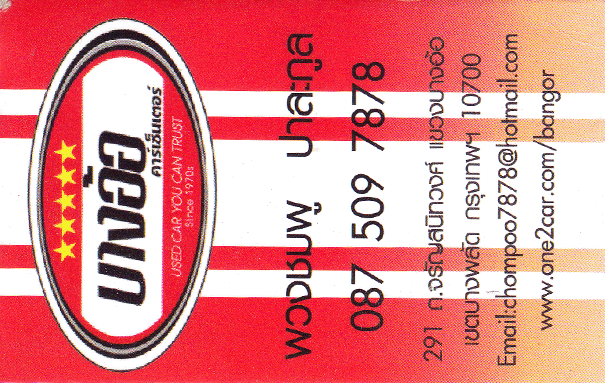 บางอ้อ
คาร์เซ็นเตอร์
USED CAR YOU CAN TRUST
Since 1970s
พวงชมพู ปาละกูล
087 509 7878
291 ถ.จรัญสนิทวงศ์ แขวงบางอ้อ
เขตบางพลัด กรุงเทพฯ 10700
Email:chompoo7878@hotmail.com
www.one2car.com/bangor